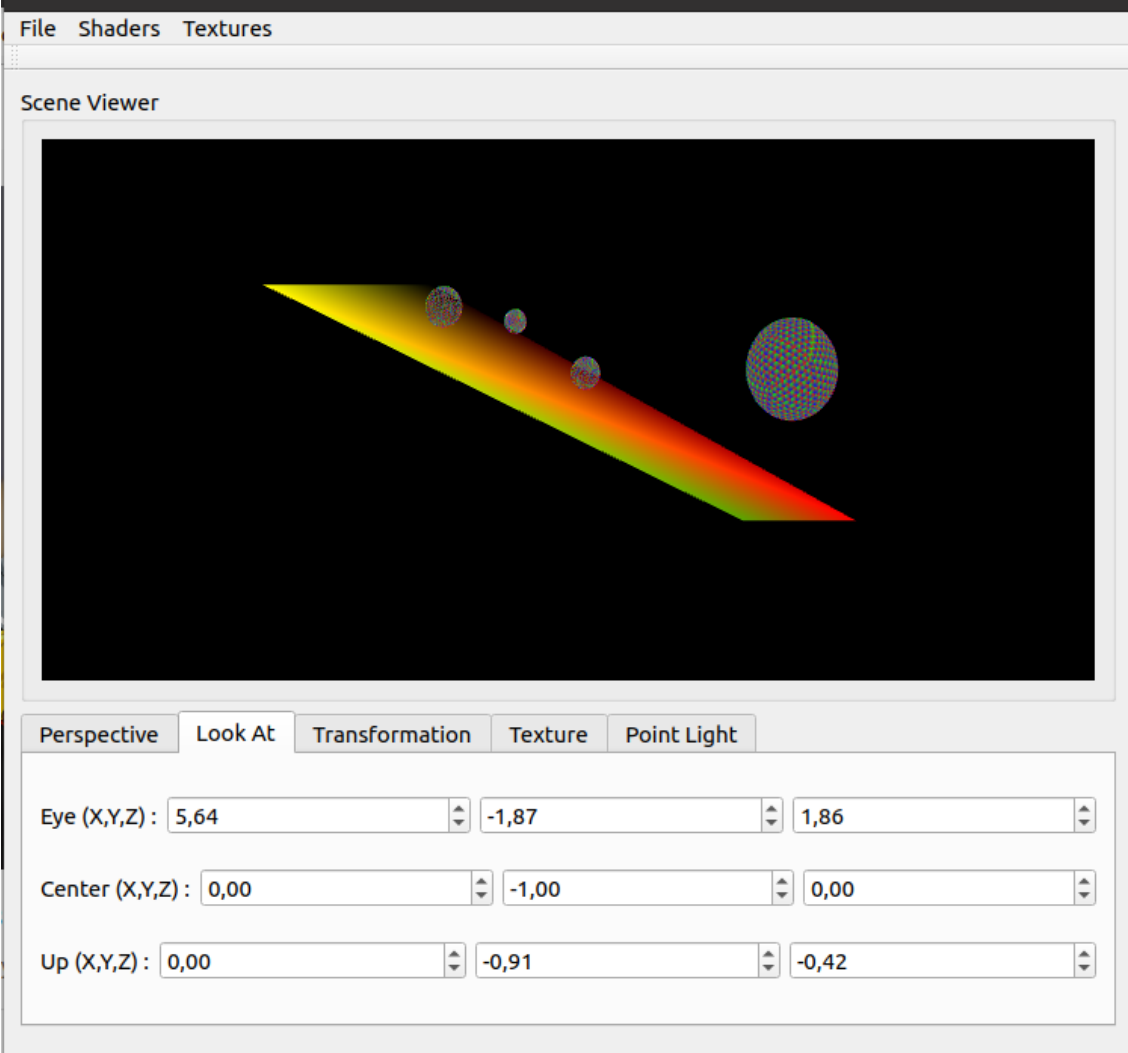 File Shaders Textures
Scene Viewer
Perspective Look At Transformation Texture Point Light
Eye (X,Y,Z) : 5,64 -1,87 1,86
Center (X,Y,Z) : 0,00 -1,00 0,00
Up (X,Y,Z) : 0,00 -0,91 -0,42